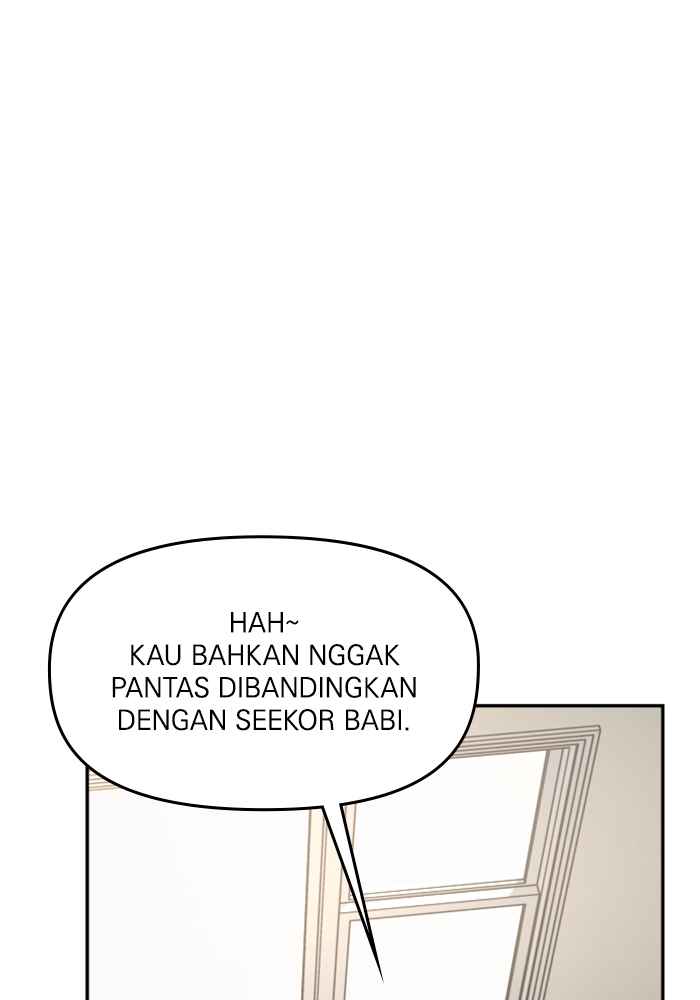 HAH~
KAU BAHKAN NGGAK
PANTAS DIBANDINGKAN
DENGAN SEEKOR BABI.